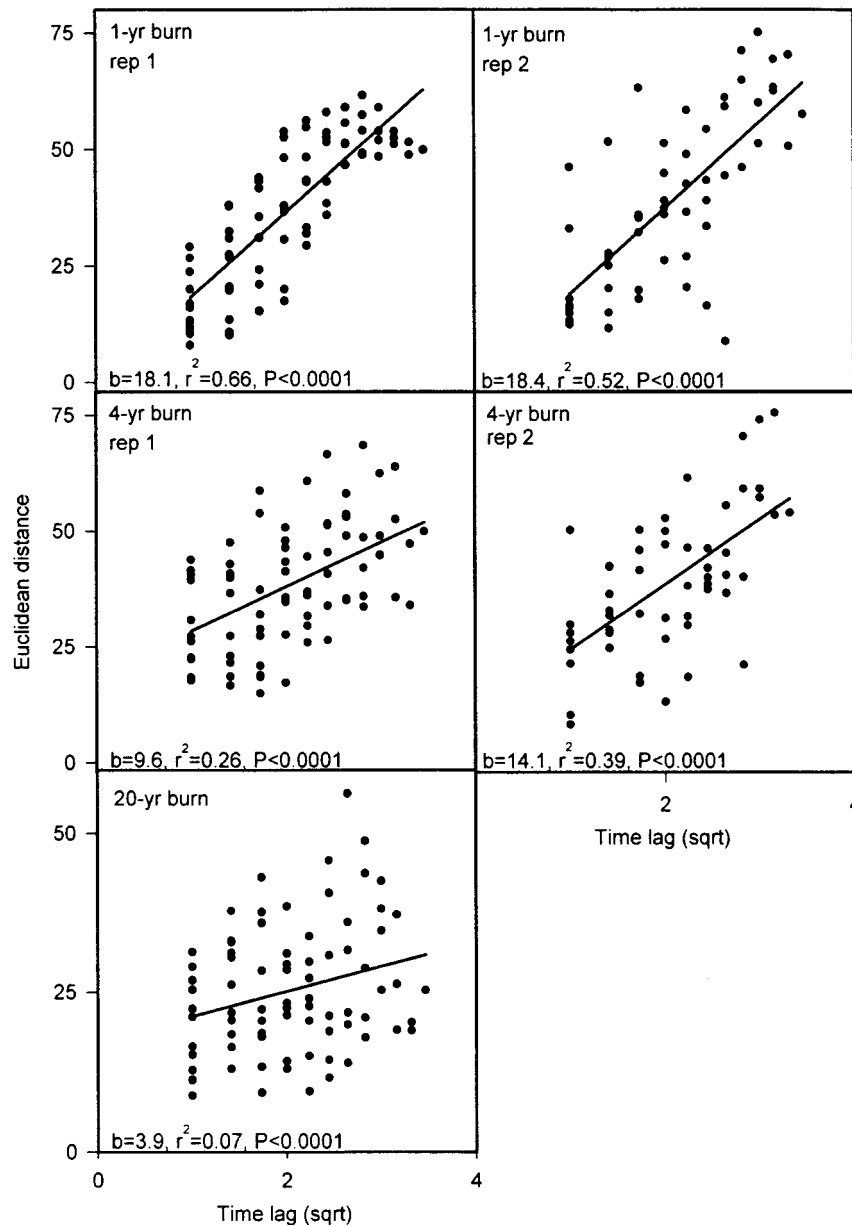 75
50
25
0
1-yr burn
rep 1
b=18.1, r²=0.66, P<0.0001
1-yr burn
rep 2
b=18.4, r²=0.52, P<0.0001
Euclidean distance
75
50
25
0
4-yr burn
rep 1
b=9.6, r²=0.26, P<0.0001
4-yr burn
rep 2
b=14.1, r²=0.39, P<0.0001
2
4
Time lag (sqrt)
50
25
0
20-yr burn
b=3.9, r²=0.07, P<0.0001
0
2
4
Time lag (sqrt)